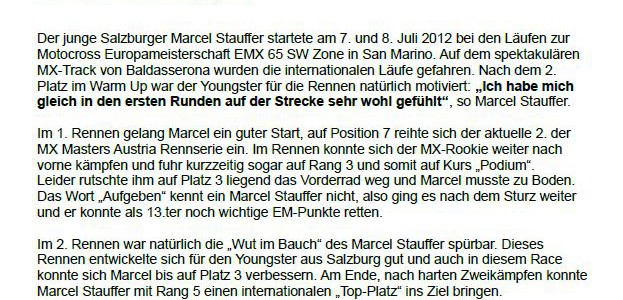 Der junge Salzburger Marcel Stauffer startete am 7. und 8. Juli 2012 bei den Läufen zur
Motocross Europameisterschaft EMX 65 SW Zone in San Marino. Auf dem spektakulären
MX-Track von Baldasserona wurden die internationalen Läufe gefahren. Nach dem 2.
Platz im Warm Up war der Youngster für die Rennen natürlich motiviert: „Ich habe mich
gleich in den ersten Runden auf der Strecke sehr wohl gefühlt“, so Marcel Stauffer.
Im 1. Rennen gelang Marcel ein guter Start, auf Position 7 reihte sich der aktuelle 2. der
MX Masters Austria Rennserie ein. Im Rennen konnte sich der MX-Rookie weiter nach
vorne kämpfen und fuhr kurzzeitig sogar auf Rang 3 und somit auf Kurs „Podium“.
Leider rutschte ihm auf Platz 3 liegend das Vorderrad weg und Marcel musste zu Boden.
Das Wort „Aufgeben“ kennt ein Marcel Stauffer nicht, also ging es nach dem Sturz weiter
und er konnte als 13.ter noch wichtige EM-Punkte retten.
Im 2. Rennen war natürlich die „Wut im Bauch“ des Marcel Stauffer spürbar. Dieses
Rennen entwickelte sich für den Youngster aus Salzburg gut und auch in diesem Race
konnte sich Marcel bis auf Platz 3 verbessern. Am Ende, nach harten Zweikämpfen konnte
Marcel Stauffer mit Rang 5 einen internationalen „Top-Platz“ ins Ziel bringen.